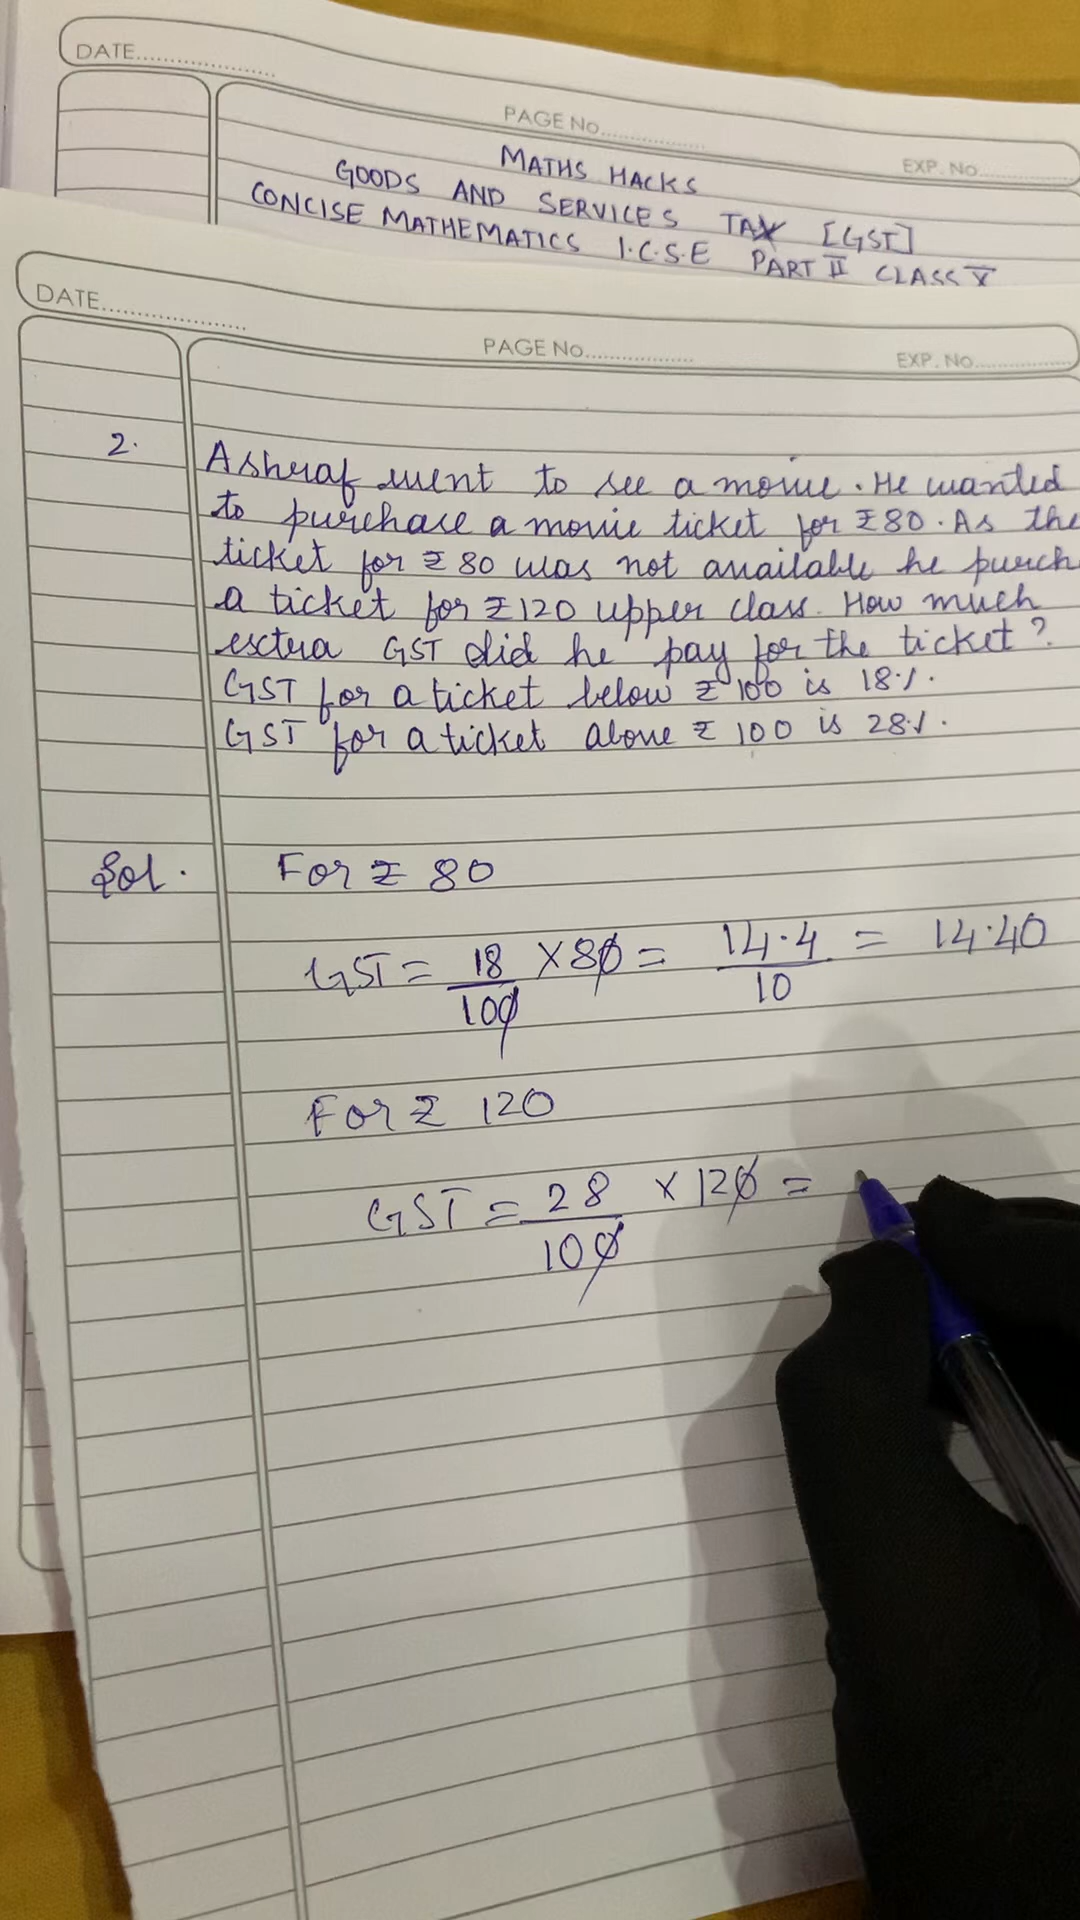 DATE
PAGE No
EXP. No
MATHS HACKS
GOODS AND SERVICES TAX [GST]
CONCISE MATHEMATICS I.C.S.E PART II CLASS X
DATE
PAGE No
EXP. No
2. Ashraf went to see a movie. He wanted
to purchase a movie ticket for ₹80. As the
ticket for ₹80 was not available he purch
a ticket for ₹120 upper class. How much
extra GST did he pay for the ticket?
GST for a ticket below ₹100 is 18%.
GST for a ticket above ₹100 is 28%.
Sol. For ₹ 80
GST = 18/100 × 80 = 14.4/10 = 14.40
For ₹ 120
GST = 28/100 × 120 =